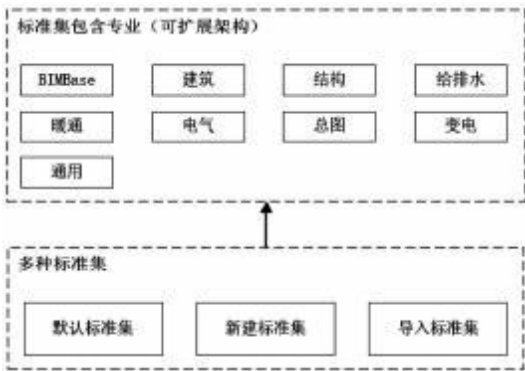 标准集包含专业（可扩展架构）
BIMBase 建筑 结构 给排水
暖通 电气 总图 变电
通用
多种标准集
默认标准集 新建标准集 导入标准集